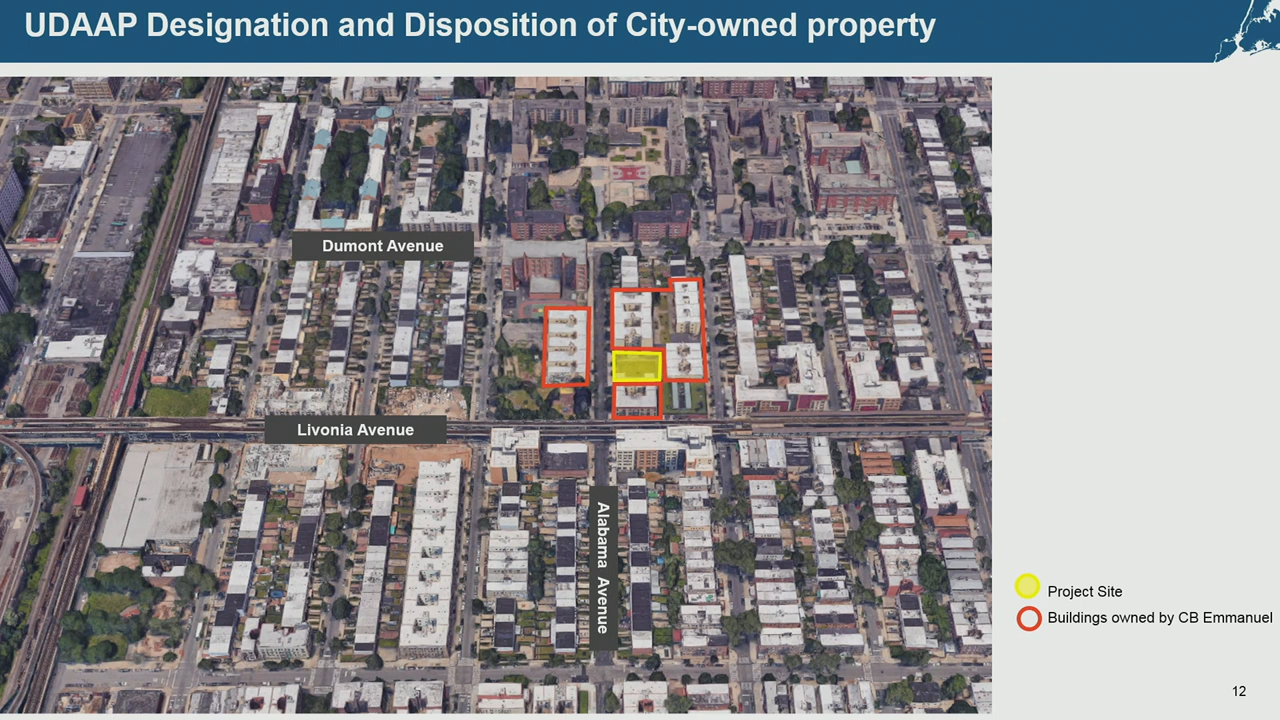 UDAAP Designation and Disposition of City-owned property
Dumont Avenue
Livonia Avenue
Alabama Avenue
Project Site
Buildings owned by CB Emmanuel
12